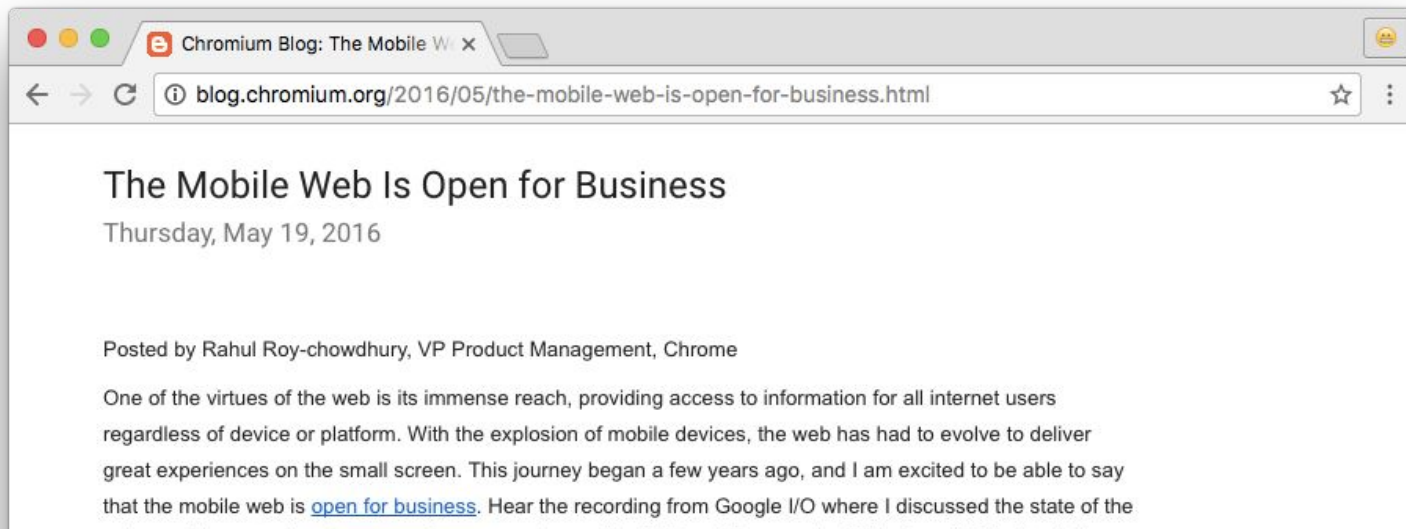 Chromium Blog: The Mobile W
blog.chromium.org/2016/05/the-mobile-web-is-open-for-business.html
The Mobile Web Is Open for Business
Thursday, May 19, 2016
Posted by Rahul Roy-chowdhury, VP Product Management, Chrome
One of the virtues of the web is its immense reach, providing access to information for all internet users
regardless of device or platform. With the explosion of mobile devices, the web has had to evolve to deliver
great experiences on the small screen. This journey began a few years ago, and I am excited to be able to say
that the mobile web is open for business. Hear the recording from Google I/O where I discussed the state of the